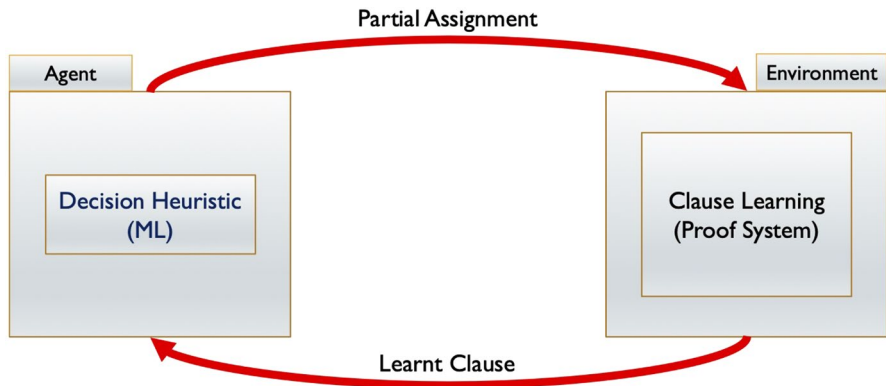 Partial Assignment
Agent
Environment
Decision Heuristic
(ML)
Clause Learning
(Proof System)
Learnt Clause